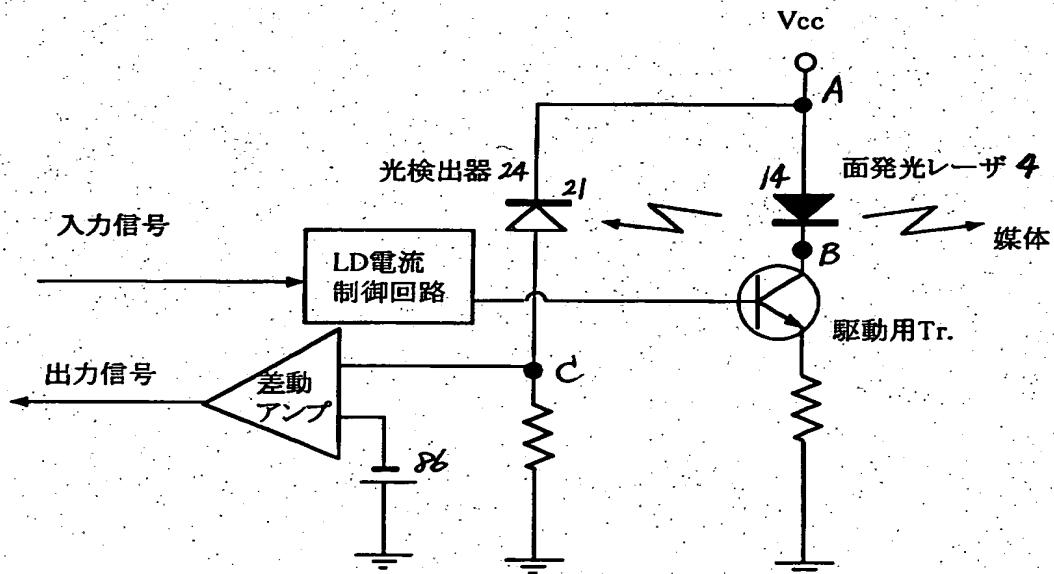 Vcc
A
光検出器 24
21
14
面発光レーザ 4
入力信号
媒体
B
LD電流
制御回路
駆動用Tr.
C
出力信号
差動
アンプ
86